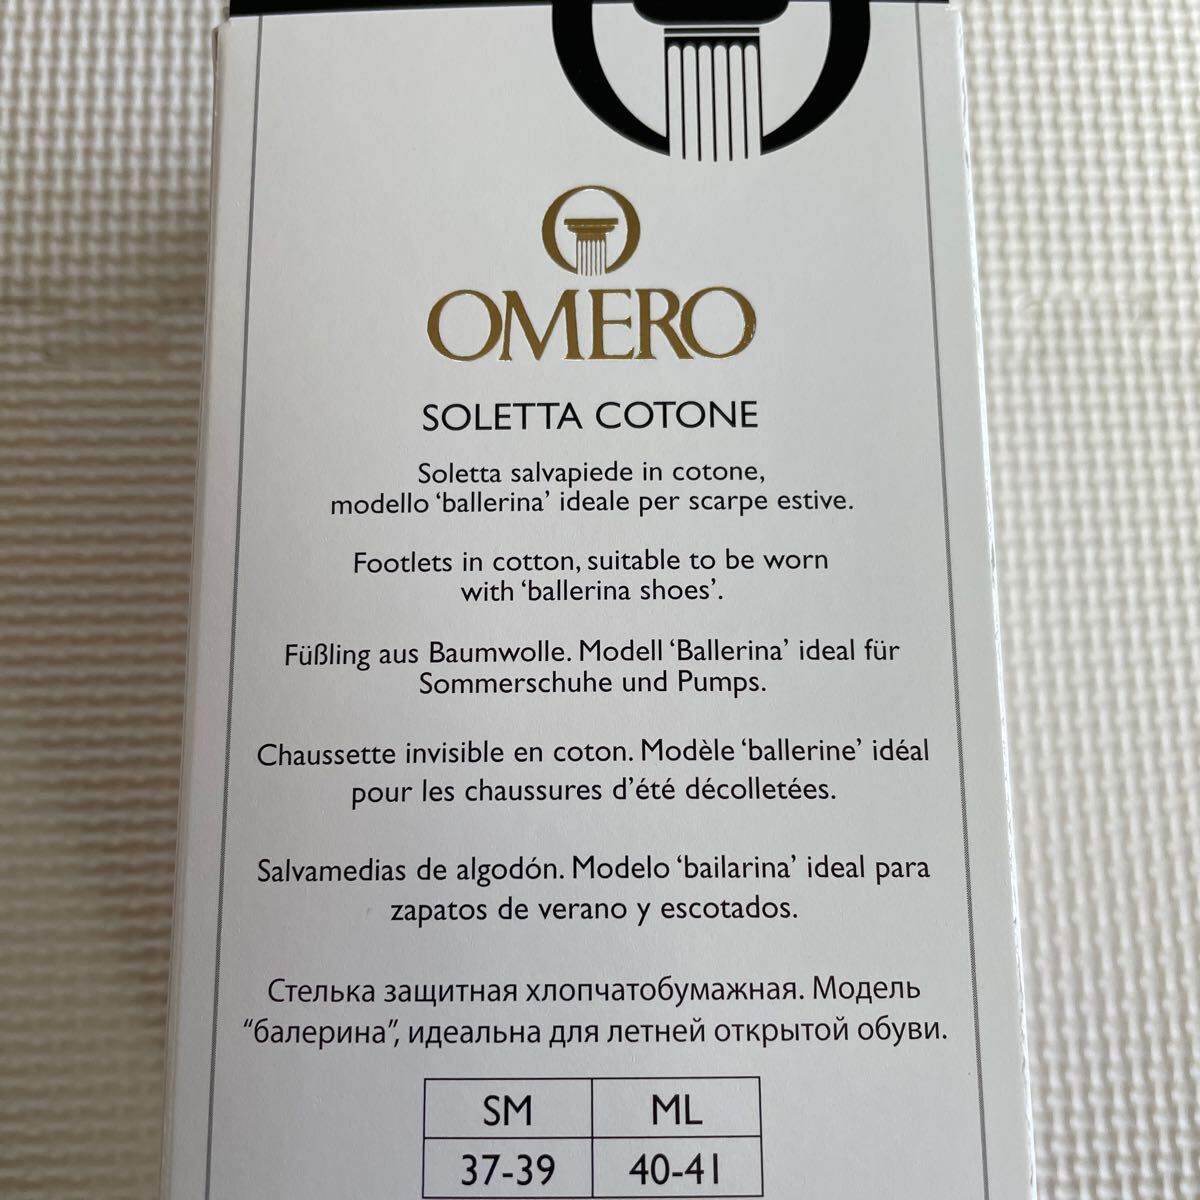 OMERO
SOLETTA COTONE
Soletta salvapiede in cotone,
modello ‘ballerina’ ideale per scarpe estive.
Footlets in cotton, suitable to be worn
with ‘ballerina shoes’.
Füßling aus Baumwolle. Modell ‘Ballerina’ ideal für
Sommerschuhe und Pumps.
Chaussette invisible en coton. Modèle ‘ballerine’ idéal
pour les chaussures d’été décolletées.
Salvamedias de algodón. Modelo ‘bailarina’ ideal para
zapatos de verano y escotados.
Стелька защитная хлопчатобумажная. Модель
“балерина”, идеальна для летней открытой обуви.
SM ML
37-39 40-41